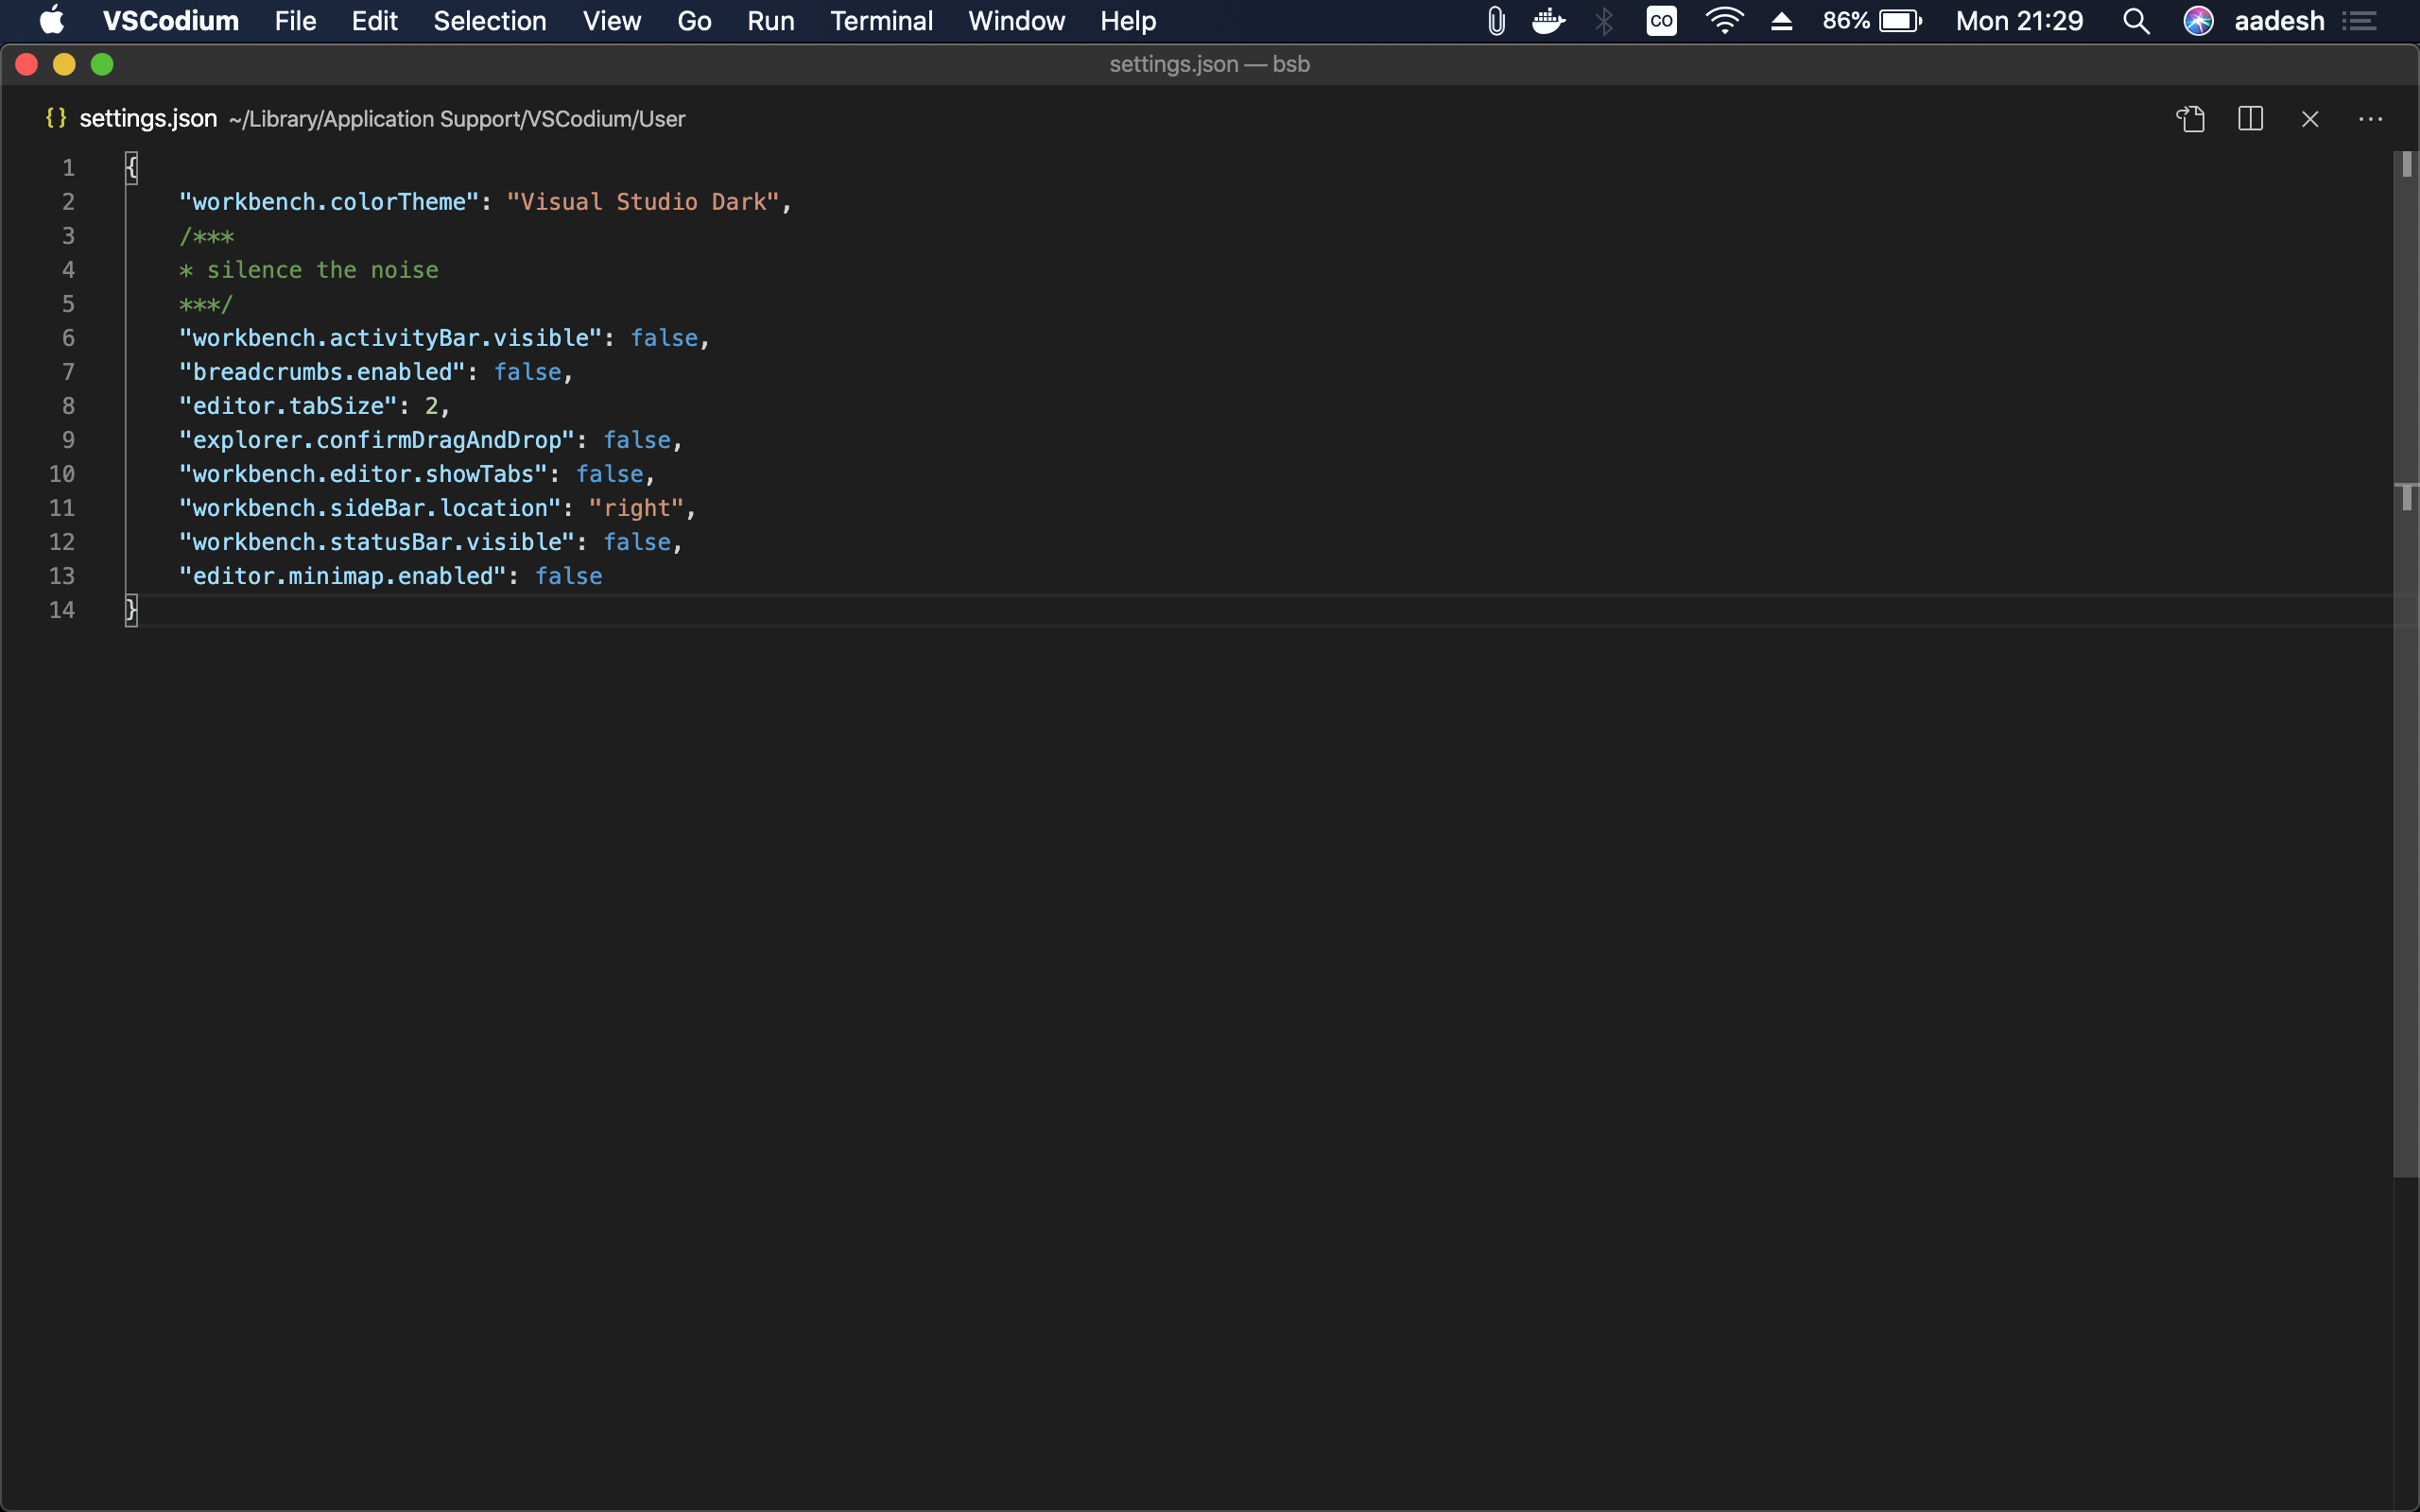 VSCodium File Edit Selection View Go Run Terminal Window Help CO 86% Mon 21:29 aadesh
settings.json — bsb
{} settings.json ~/Library/Application Support/VSCodium/User
1 {
2 "workbench.colorTheme": "Visual Studio Dark",
3 /***
4 * silence the noise
5 ***/
6 "workbench.activityBar.visible": false,
7 "breadcrumbs.enabled": false,
8 "editor.tabSize": 2,
9 "explorer.confirmDragAndDrop": false,
10 "workbench.editor.showTabs": false,
11 "workbench.sideBar.location": "right",
12 "workbench.statusBar.visible": false,
13 "editor.minimap.enabled": false
14 }